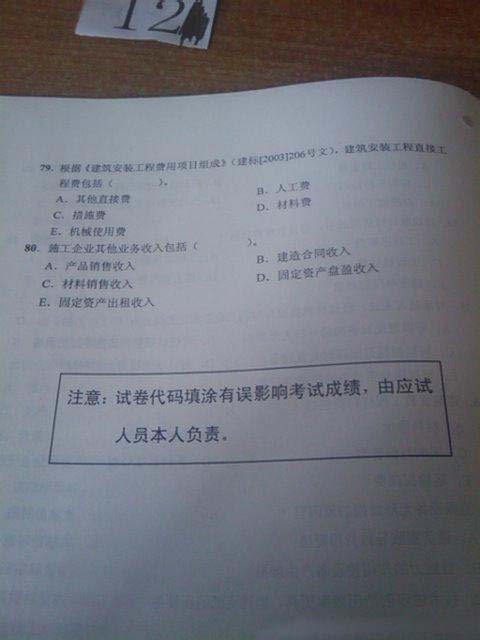 12
79. 根据《建筑安装工程费用项目组成》(建标[2003]206号文),建筑安装工程直接工
程费包括( )。
A. 其他直接费 B. 人工费
C. 措施费 D. 材料费
E. 机械使用费
80. 施工企业其他业务收入包括( )。
A. 产品销售收入 B. 建造合同收入
C. 材料销售收入 D. 固定资产盘盈收入
E. 固定资产出租收入
注意:试卷代码填涂有误影响考试成绩,由应试
人员本人负责。